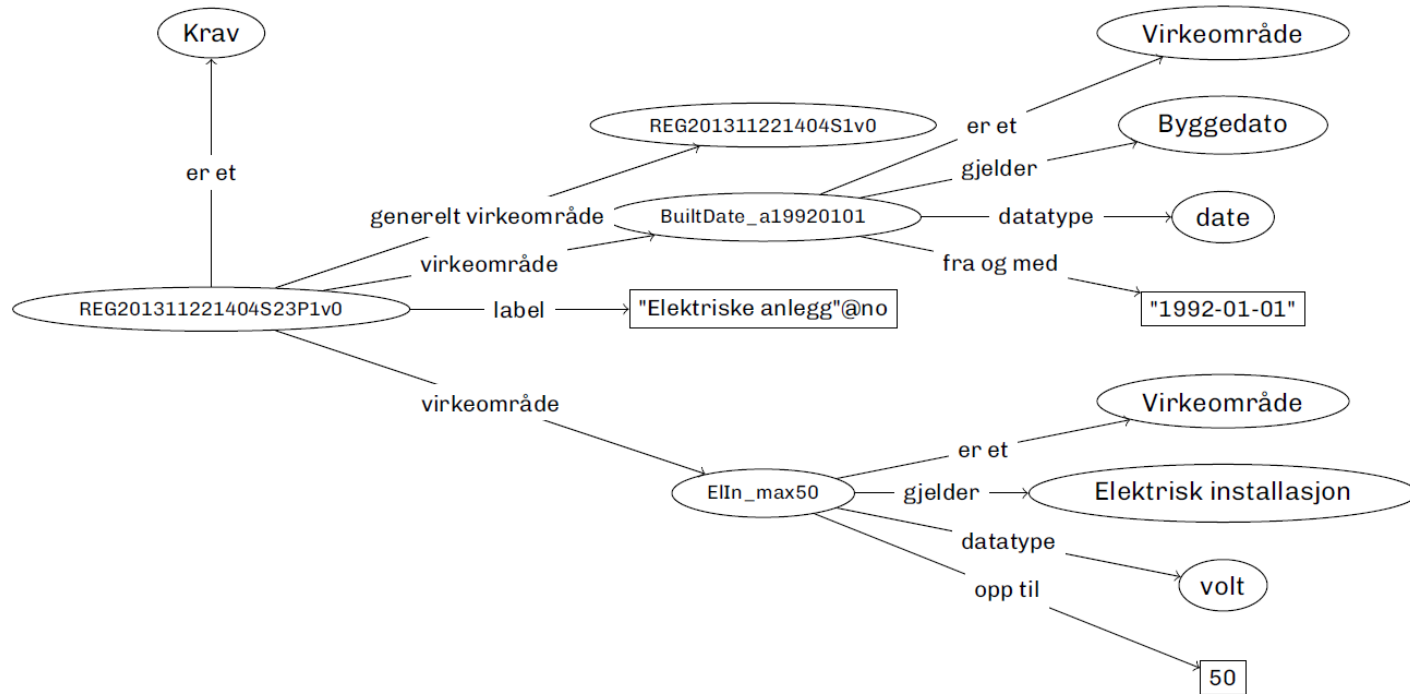 Krav
Virkeområde
REG201311221404S1v0
er et
Byggedato
er et
gjelder
generelt virkeområde
BuiltDate_a19920101
datatype
date
virkeområde
fra og med
REG201311221404S23P1v0
label
"Elektriske anlegg"@no
"1992-01-01"
virkeområde
Virkeområde
er et
ElIn_max50
gjelder
Elektrisk installasjon
datatype
opp til
volt
50